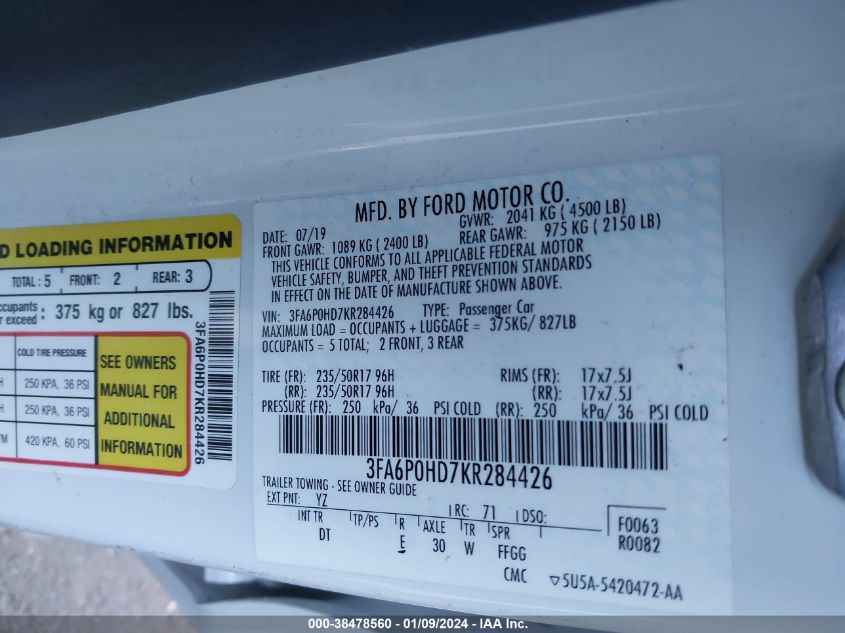 D LOADING INFORMATION
TOTAL: 5 FRONT: 2 REAR: 3
ccupants
r exceed : 375 kg or 827 lbs.
COLD TIRE PRESSURE
H 250 KPA, 36 PSI
H 250 KPA, 36 PSI
/M 420 KPA, 60 PSI
SEE OWNERS
MANUAL FOR
ADDITIONAL
INFORMATION
3FA6P0HD7KR284426
MFD. BY FORD MOTOR CO.
DATE: 07/19 GVWR: 2041 KG ( 4500 LB)
FRONT GAWR: 1089 KG ( 2400 LB) REAR GAWR: 975 KG ( 2150 LB)
THIS VEHICLE CONFORMS TO ALL APPLICABLE FEDERAL MOTOR
VEHICLE SAFETY, BUMPER, AND THEFT PREVENTION STANDARDS
IN EFFECT ON THE DATE OF MANUFACTURE SHOWN ABOVE.
VIN: 3FA6P0HD7KR284426 TYPE: Passenger Car
MAXIMUM LOAD = OCCUPANTS + LUGGAGE = 375KG/ 827LB
OCCUPANTS = 5 TOTAL; 2 FRONT, 3 REAR
TIRE (FR): 235/50R17 96H RIMS (FR): 17x7.5J
(RR): 235/50R17 96H (RR): 17x7.5J
PRESSURE (FR): 250 kPa/ 36 PSI COLD (RR): 250 kPa/ 36 PSI COLD
3FA6P0HD7KR284426
TRAILER TOWING - SEE OWNER GUIDE
EXT PNT: YZ RC: 71 DSO: F0063
INT TR TP/PS R AXLE TR SPR R0082
DT E 30 W FFGG
CMC ▽5U5A-5420472-AA
000-38478560 - 01/09/2024 - IAA Inc.